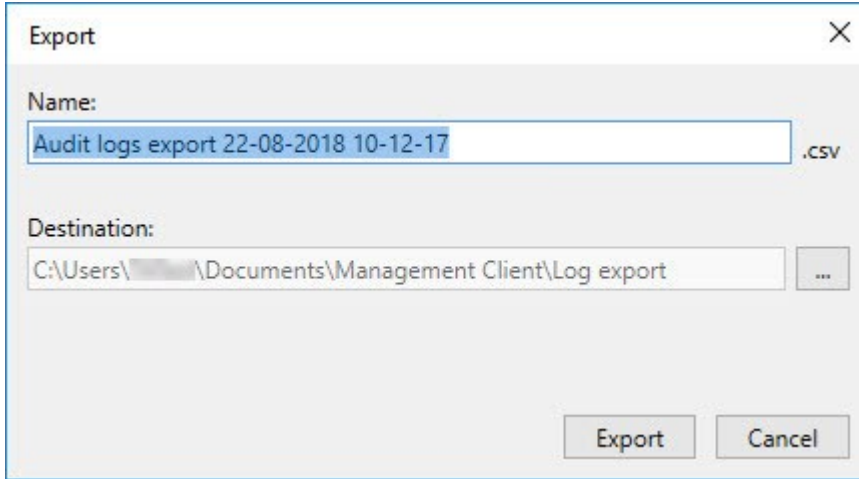 Export
Name:
Audit logs export 22-08-2018 10-12-17 .csv
Destination:
C:\Users\ \Documents\Management Client\Log export ...
Export Cancel